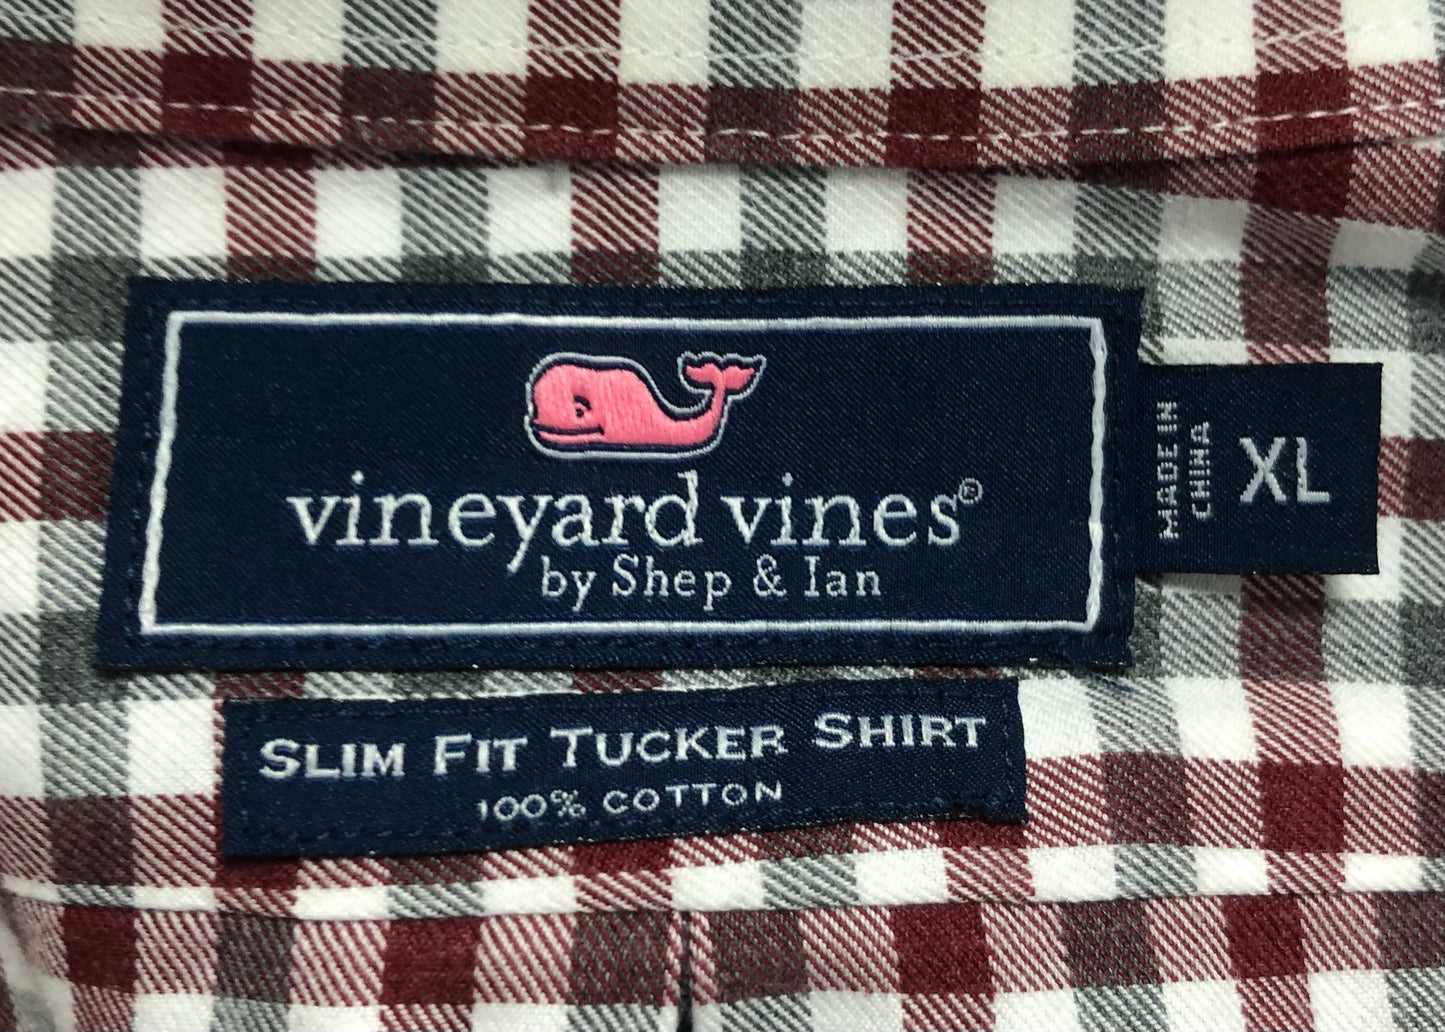 vineyard vines®
by Shep & Ian
MADE IN
CHINA
XL
SLIM FIT TUCKER SHIRT
100% COTTON